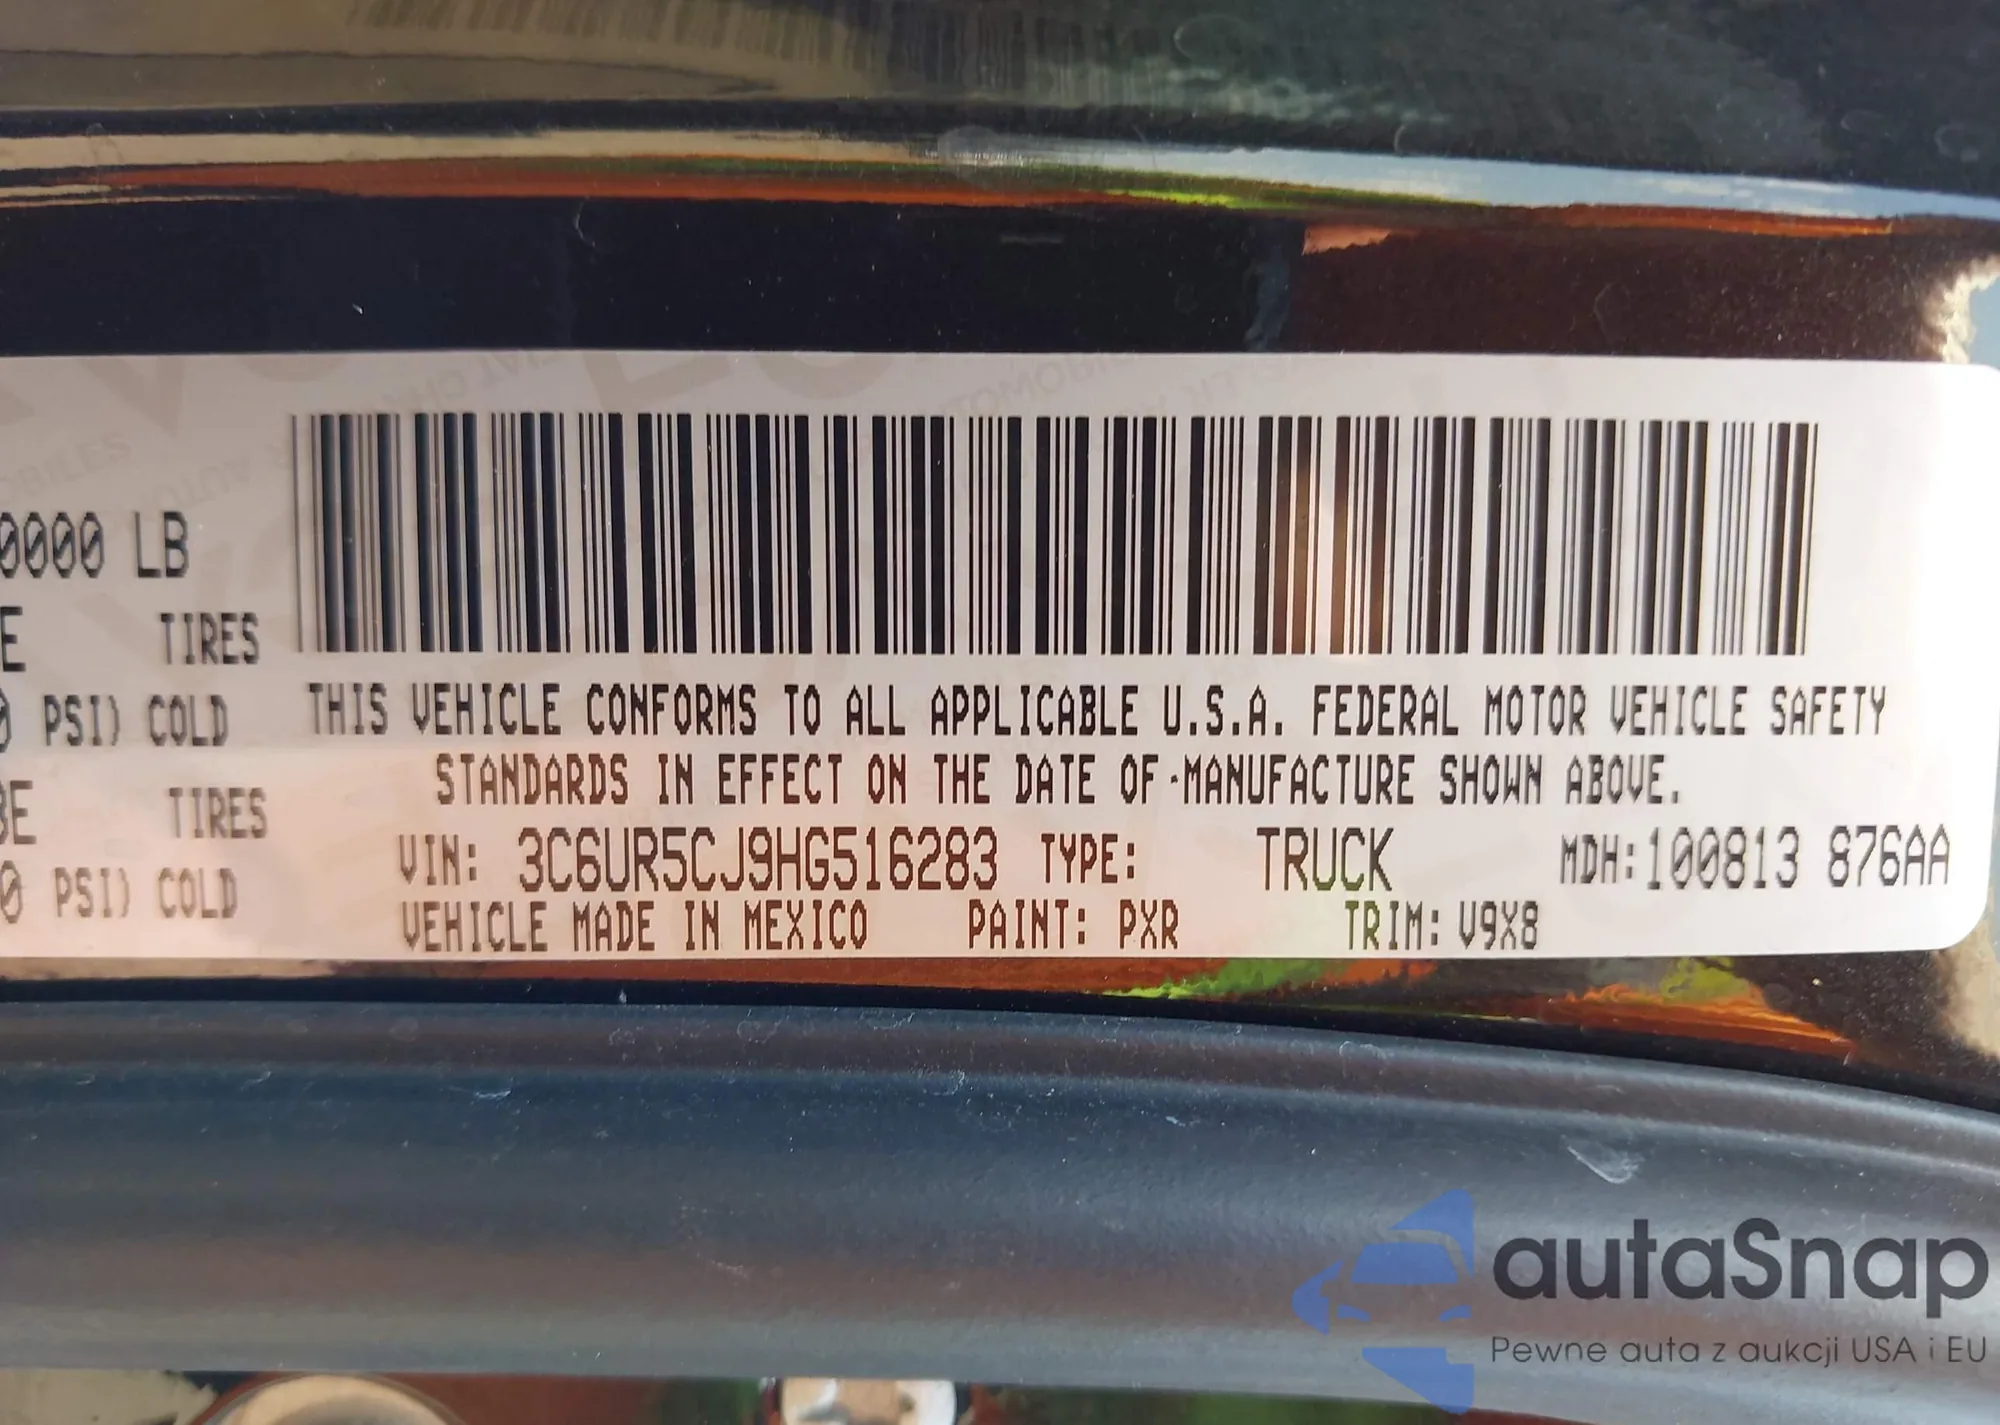 0000 LB
E TIRES
0 PSI) COLD
THIS VEHICLE CONFORMS TO ALL APPLICABLE U.S.A. FEDERAL MOTOR VEHICLE SAFETY
STANDARDS IN EFFECT ON THE DATE OF MANUFACTURE SHOWN ABOVE.
BE TIRES
0 PSI) COLD
VIN: 3C6UR5CJ9HG516283 TYPE: TRUCK MDH:100813 876AA
VEHICLE MADE IN MEXICO PAINT: PXR TRIM: V9X8
autaSnap
Pewne auta z aukcji USA i EU